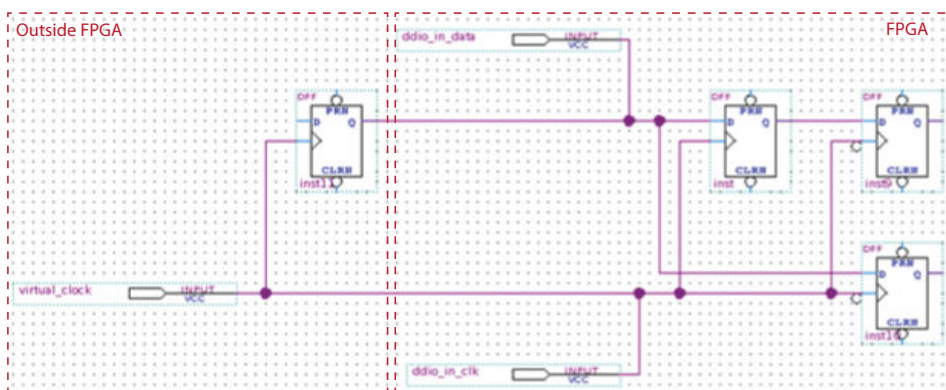 Outside FPGA
FPGA
ddio_in_data
INPUT
VCC
DFF
PRN
D
Q
CLRN
inst11
DFF
PRN
D
Q
CLRN
inst
DFF
PRN
D
Q
CLRN
inst9
virtual_clock
INPUT
VCC
DFF
PRN
D
Q
CLRN
inst10
ddio_in_clk
INPUT
VCC